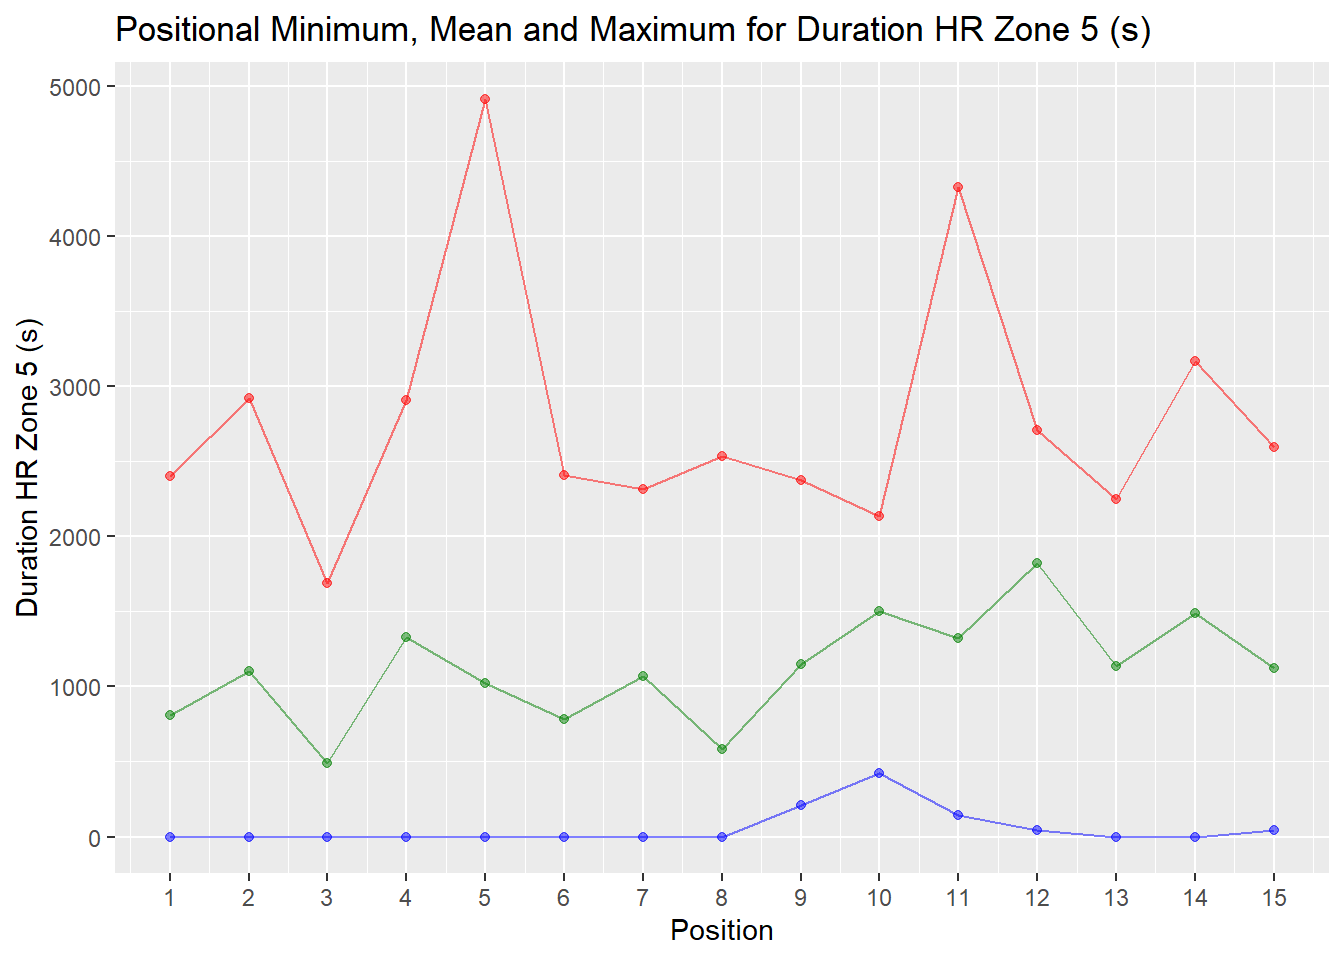 Positional Minimum, Mean and Maximum for Duration HR Zone 5 (s)
Duration HR Zone 5 (s)
5000
4000
3000
2000
1000
0
1 2 3 4 5 6 7 8 9 10 11 12 13 14 15
Position